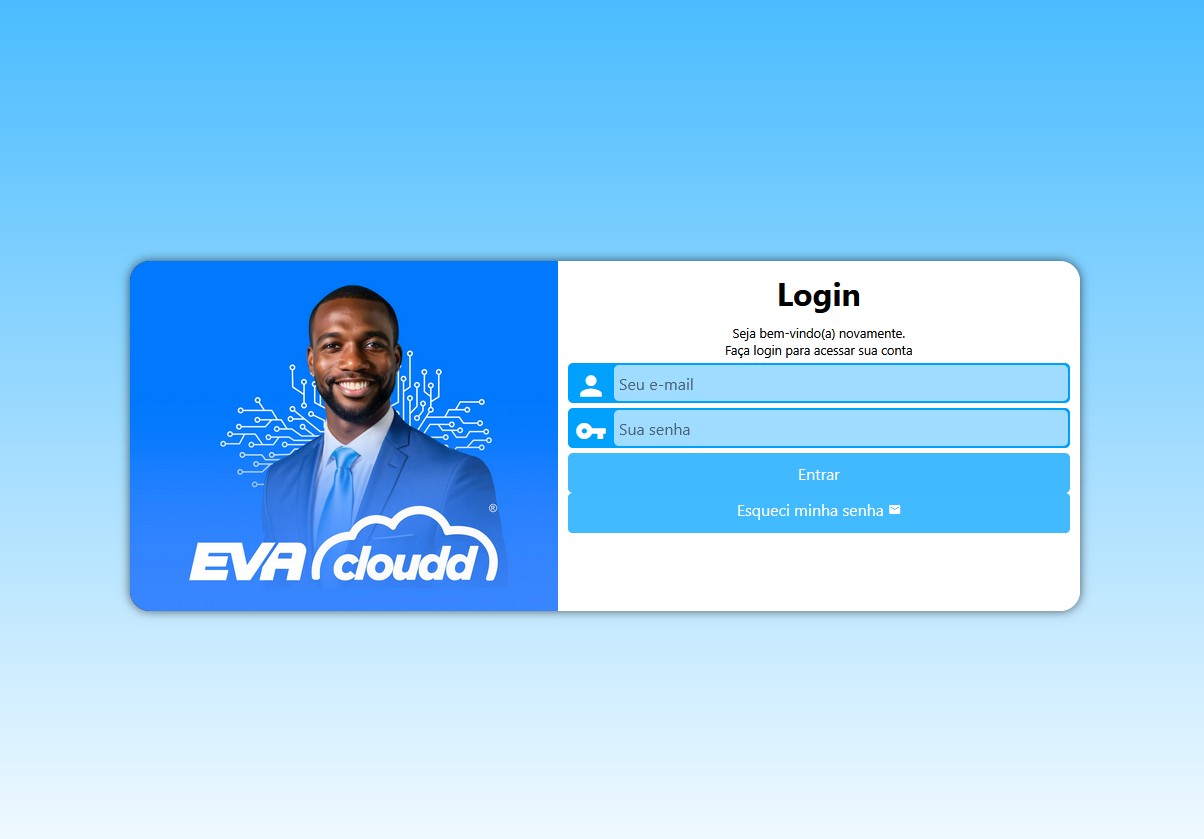 EVA cloudd ®
Login
Seja bem-vindo(a) novamente.
Faça login para acessar sua conta
Seu e-mail
Sua senha
Entrar
Esqueci minha senha